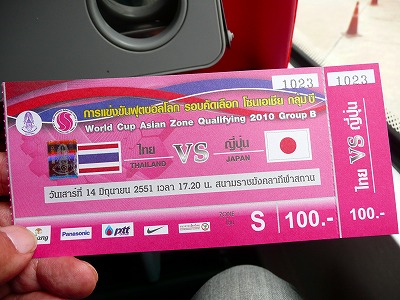 1023
1023
การแข่งขันฟุตบอลโลก รอบคัดเลือก โซนเอเชีย กลุ่ม บี
World Cup Asian Zone Qualifying 2010 Group B
ไทย VS ญี่ปุ่น
THAILAND JAPAN
วันเสาร์ที่ 14 มิถุนายน 2551 เวลา 17.20 น. สนามราชมังคลากีฬาสถาน
Panasonic ptt
ZONE S 100.-
ไทย VS ญี่ปุ่น
100.-